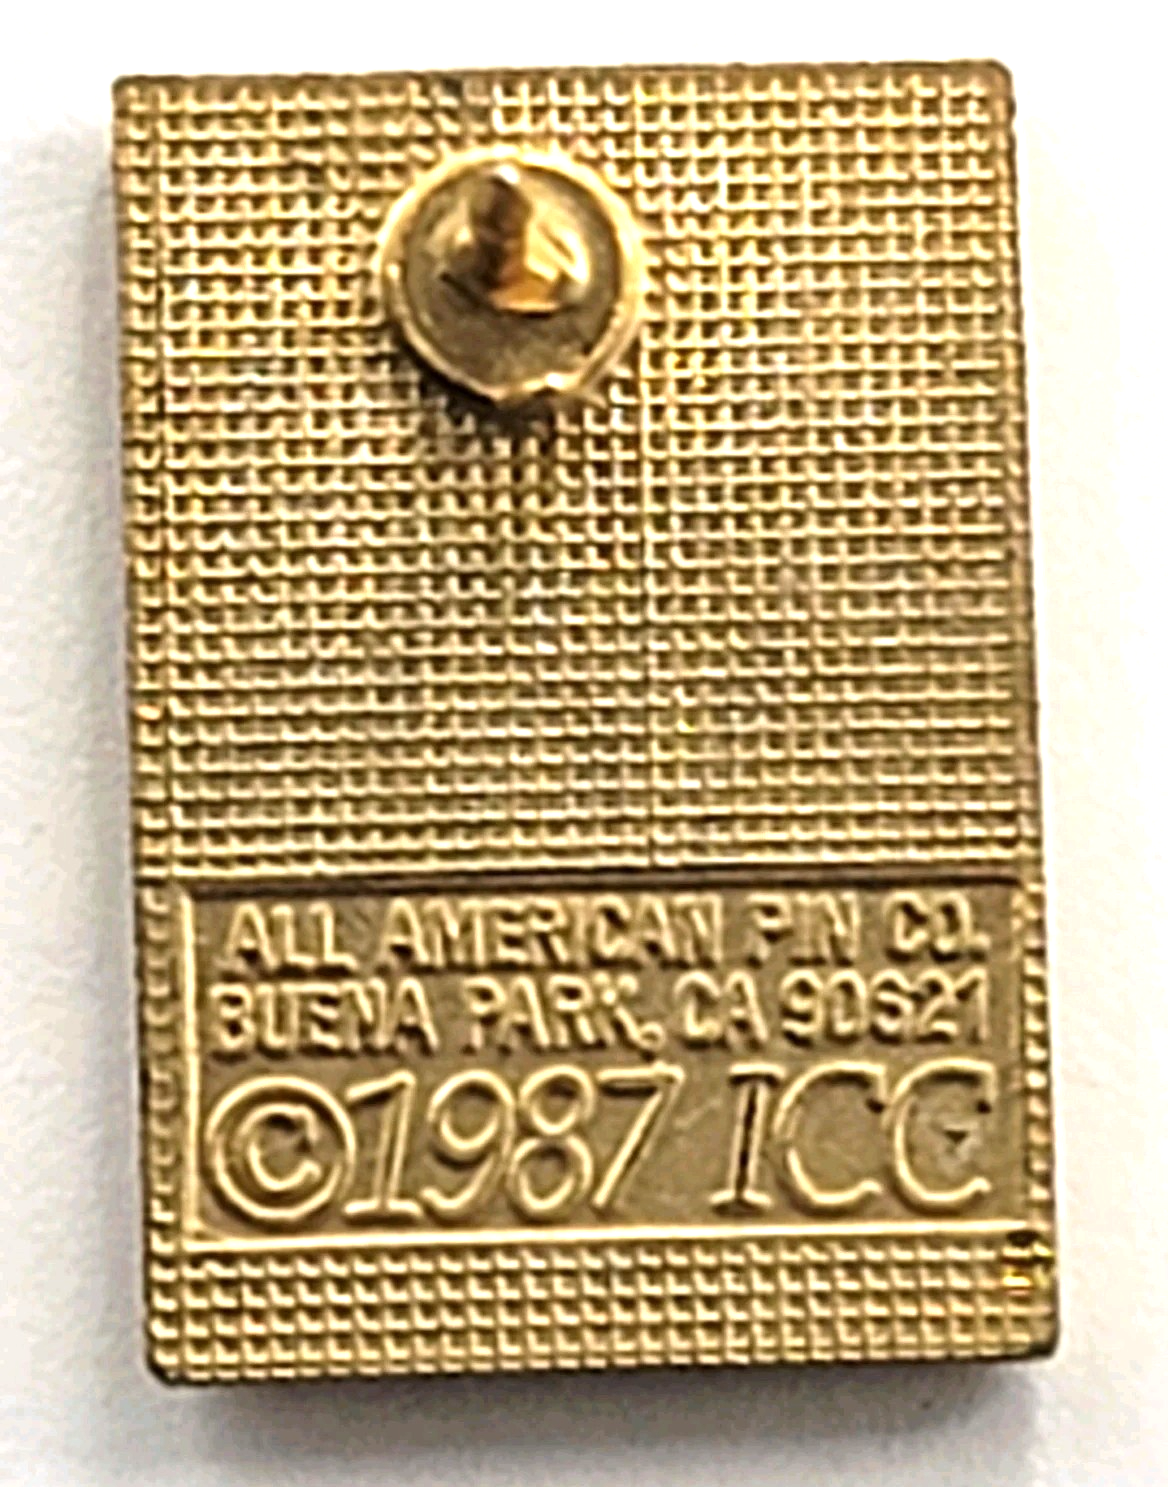 ALL AMERICAN PIN CO.
BUENA PARK, CA 90621
©1987 ICC